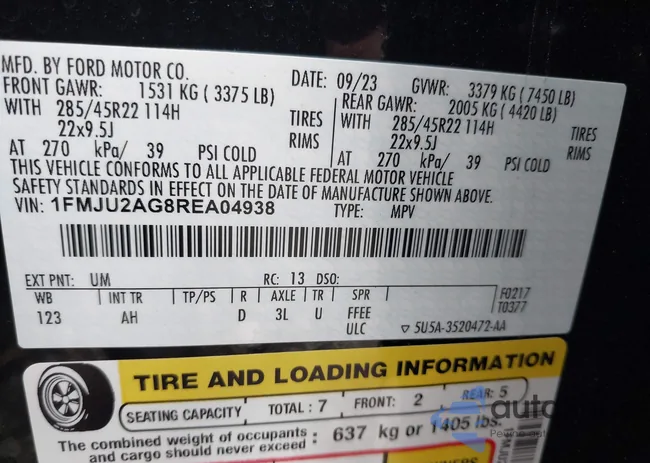 MFD. BY FORD MOTOR CO.
DATE: 09/23 GVWR: 3379 KG ( 7450 LB)
FRONT GAWR: 1531 KG ( 3375 LB) REAR GAWR: 2005 KG ( 4420 LB)
WITH 285/45R22 114H TIRES WITH 285/45R22 114H TIRES
22x9.5J RIMS 22x9.5J RIMS
AT 270 kPa/ 39 PSI COLD AT 270 kPa/ 39 PSI COLD
THIS VEHICLE CONFORMS TO ALL APPLICABLE FEDERAL MOTOR VEHICLE
SAFETY STANDARDS IN EFFECT ON THE DATE OF MANUFACTURE SHOWN ABOVE.
VIN: 1FMJU2AG8REA04938 TYPE: MPV
EXT PNT: UM RC: 13 DSO:
WB INT TR TP/PS R AXLE TR SPR F0217
123 AH D 3L U FFEE T0377
ULC ▽ 5U5A-3520472-AA
TIRE AND LOADING INFORMATION
SEATING CAPACITY TOTAL : 7 FRONT: 2 REAR: 5
The combined weight of occupants : 637 kg or 1405 lbs.
and cargo should never exceed
auto